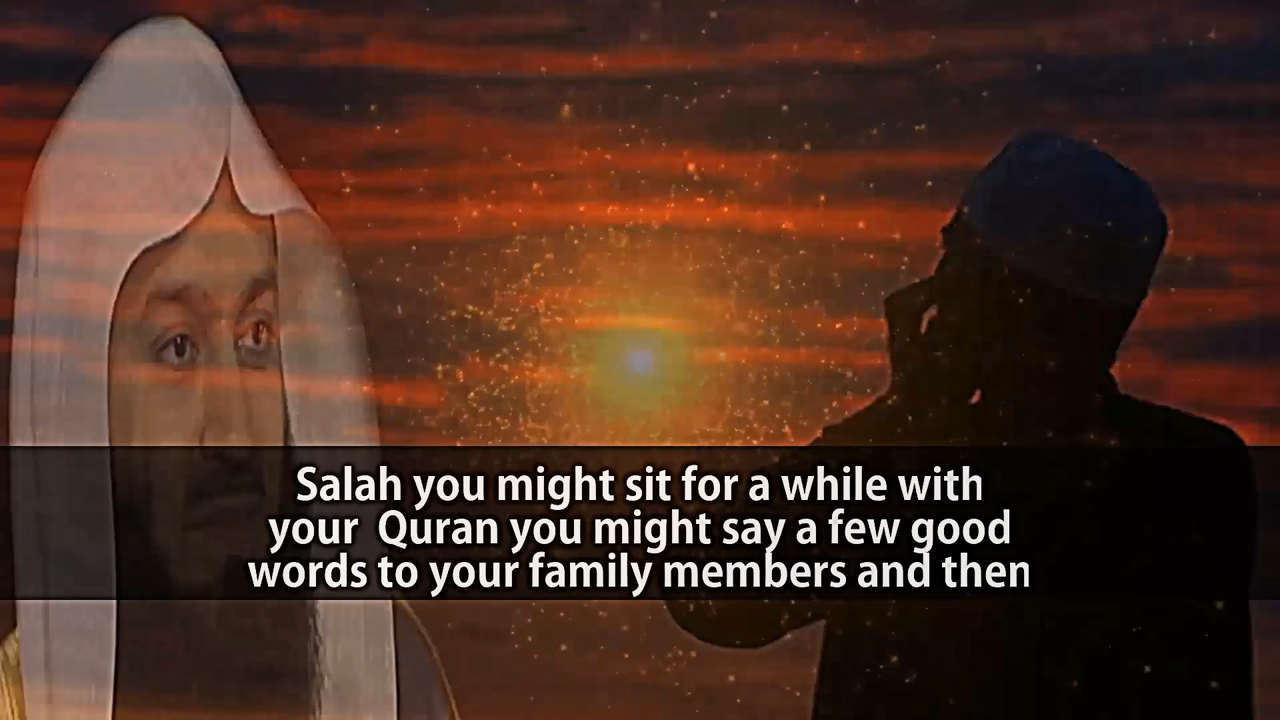 Salah you might sit for a while with
your  Quran you might say a few good
words to your family members and then